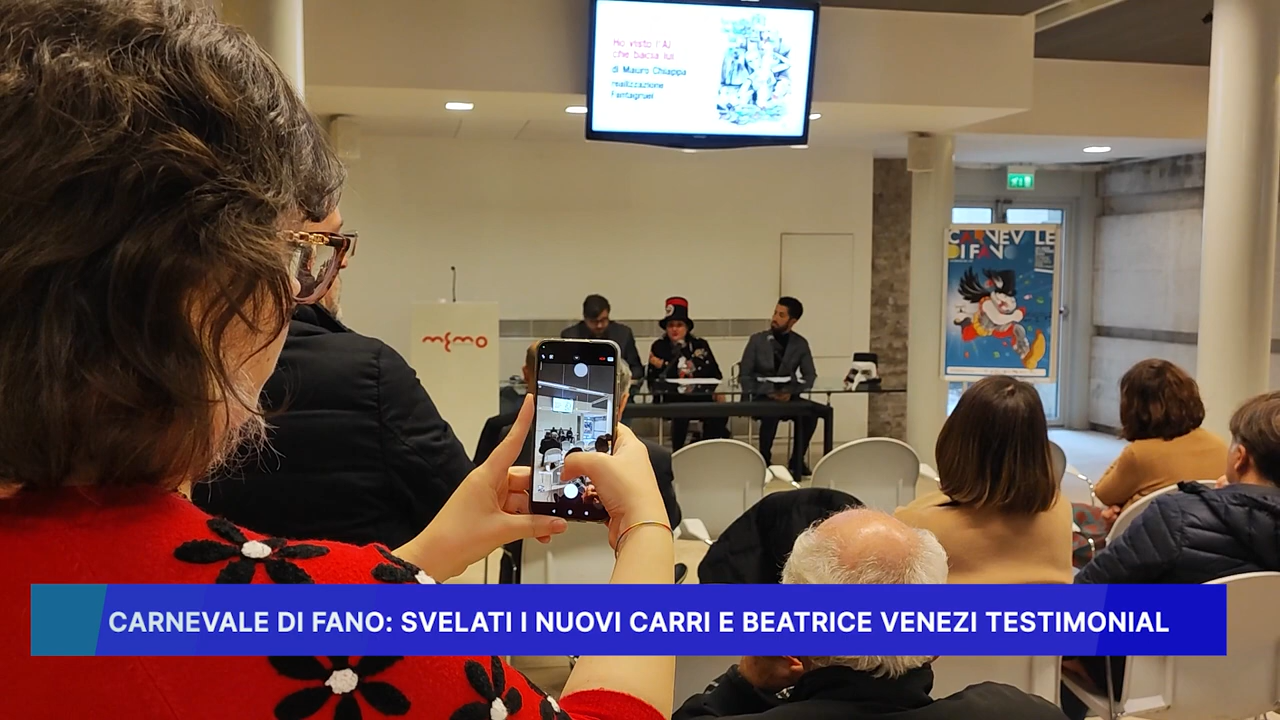 Ho visto l'AI
che bacia lui
di Mauro Chiappa
realizzazione
Fantagruel
CARNEVALE
DI FANO
memo
CARNEVALE DI FANO: SVELATI I NUOVI CARRI E BEATRICE VENEZI TESTIMONIAL